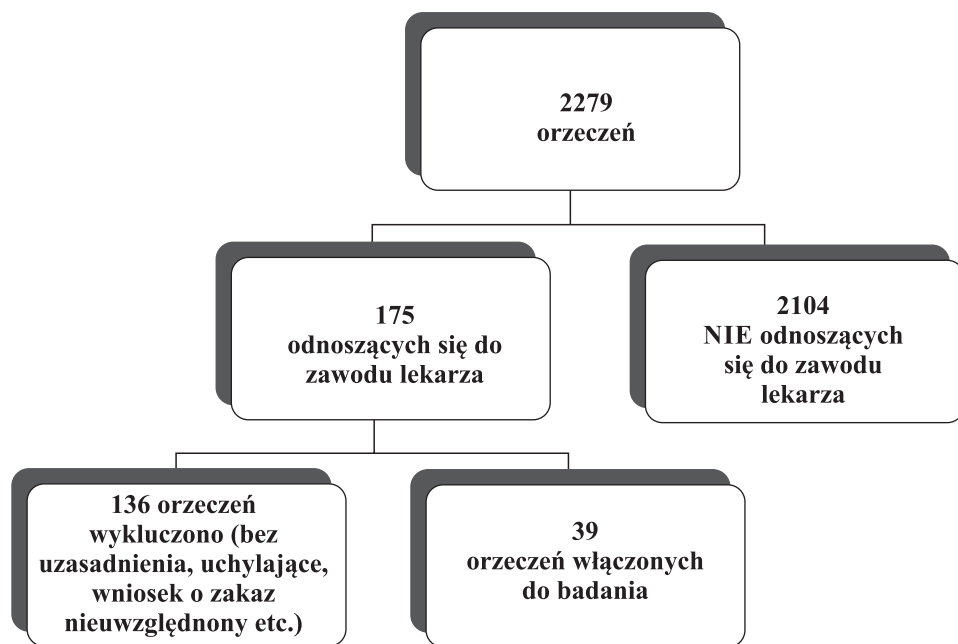 2279
orzeczeń
175
odnoszących się do
zawodu lekarza
2104
NIE odnoszących
się do zawodu
lekarza
136 orzeczeń
wykluczono (bez
uzasadnienia, uchylające,
wniosek o zakaz
nieuwzględnony etc.)
39
orzeczeń włączonych
do badania